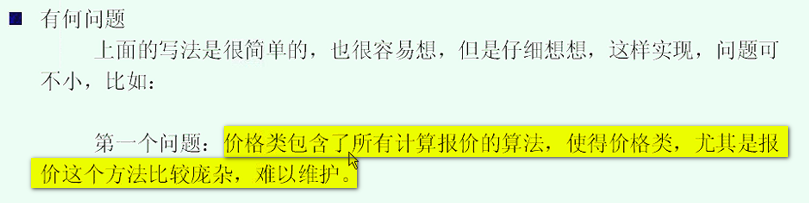 有何问题
上面的写法是很简单的，也很容易想，但是仔细想想，这样实现，问题可
不小，比如：
第一个问题：价格类包含了所有计算报价的算法，使得价格类，尤其是报
价这个方法比较庞杂，难以维护。